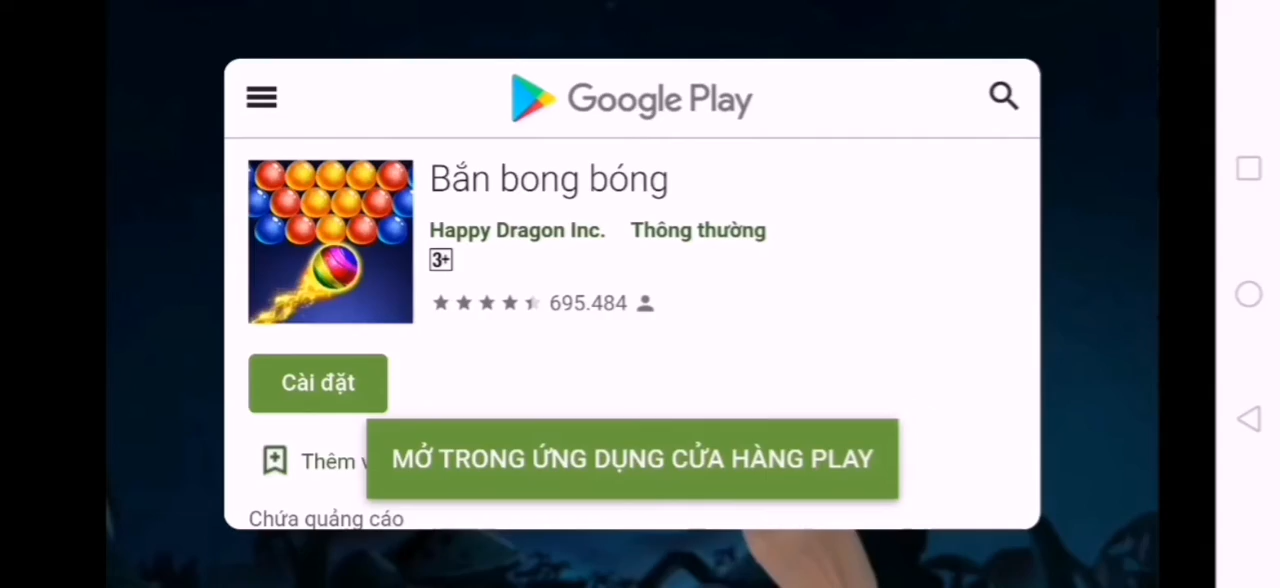 Google Play
Bắn bong bóng
Happy Dragon Inc. Thông thường
3+
695.484
Cài đặt
Thêm
MỞ TRONG ỨNG DỤNG CỬA HÀNG PLAY
Chứa quảng cáo